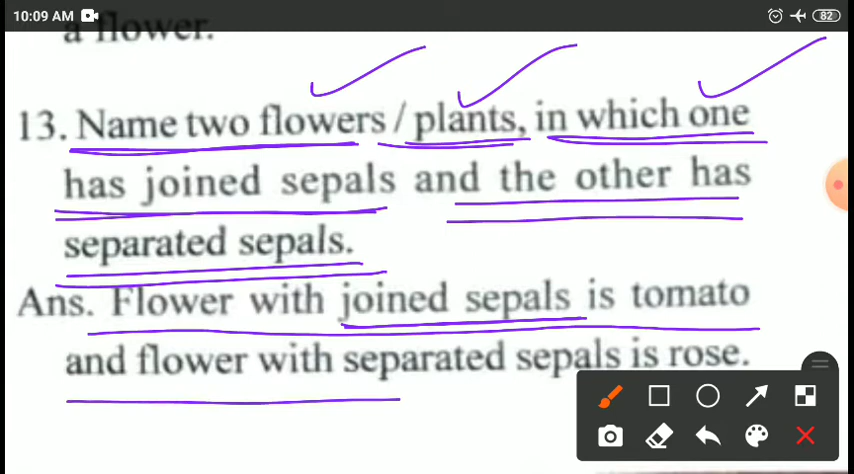 10:09 AM
82
a flower.
13. Name two flowers / plants, in which one
has joined sepals and the other has
separated sepals.
Ans. Flower with joined sepals is tomato
and flower with separated sepals is rose.